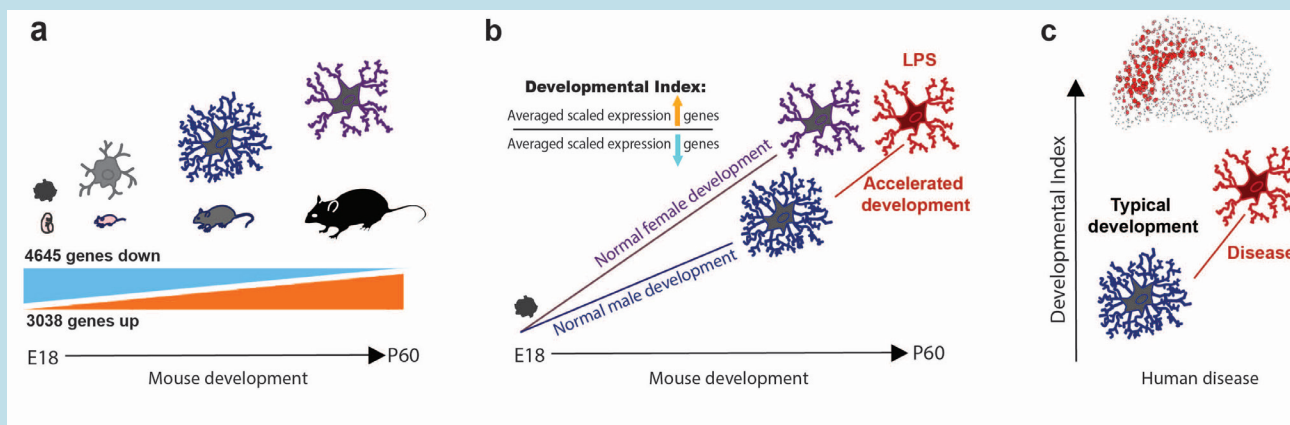 a
4645 genes down
3038 genes up
E18
P60
Mouse development
b
Developmental Index:
Averaged scaled expression genes
Averaged scaled expression genes
LPS
Accelerated
development
Normal female development
Normal male development
E18
P60
Mouse development
c
Developmental Index
Typical
development
Disease
Human disease